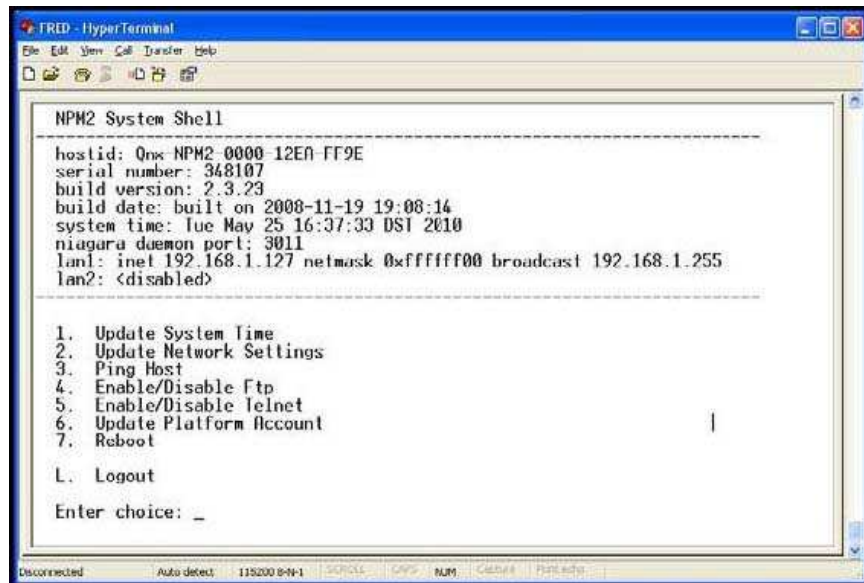 FRED - HyperTerminal
File Edit View Call Transfer Help
NPM2 System Shell
hostid: Qnx-NPM2-0000-12EA-FF9E
serial number: 348107
build version: 2.3.23
build date: built on 2008-11-19 19:08:14
system time: Tue May 25 16:37:33 DST 2010
niagara daemon port: 3011
lan1: inet 192.168.1.127 netmask 0xffffff00 broadcast 192.168.1.255
lan2: <disabled>
1. Update System Time
2. Update Network Settings
3. Ping Host
4. Enable/Disable Ftp
5. Enable/Disable Telnet
6. Update Platform Account
7. Reboot
L. Logout
Enter choice: _
Disconnected Auto detect 115200 8-N-1 SCROLL CAPS NUM Capture Print echo